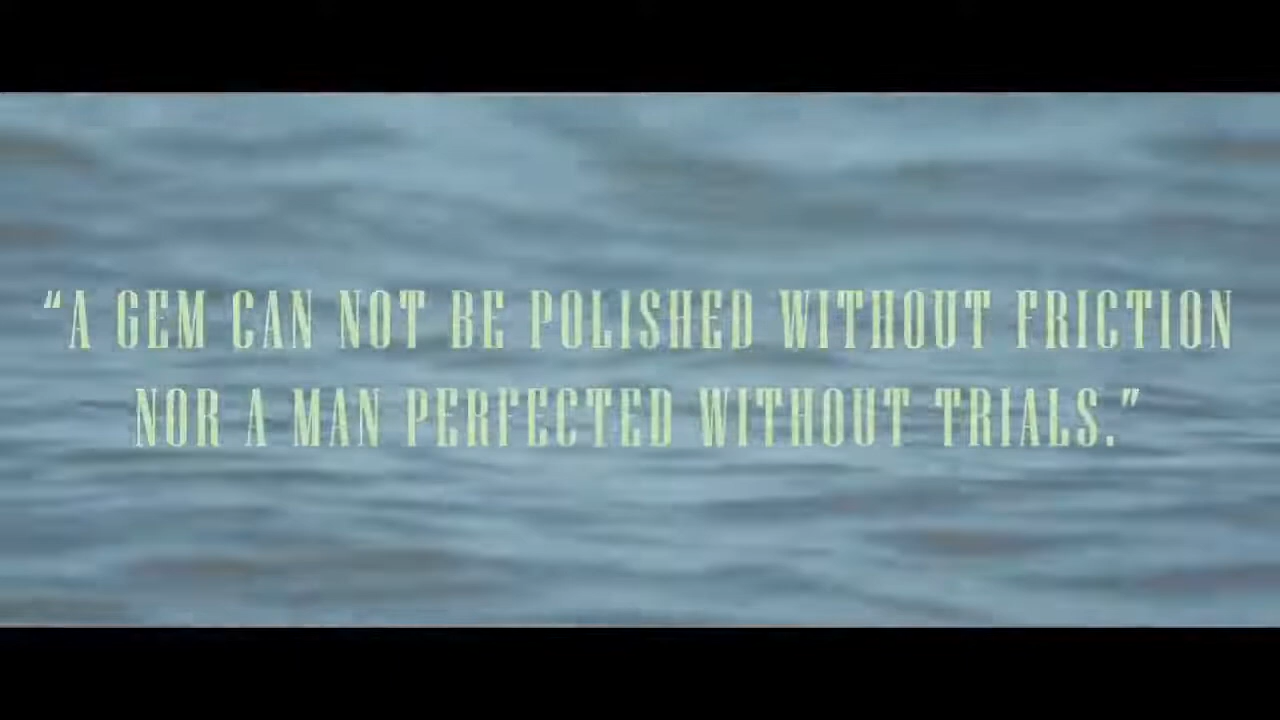 “A GEM CAN NOT BE POLISHED WITHOUT FRICTION
NOR A MAN PERFECTED WITHOUT TRIALS.”